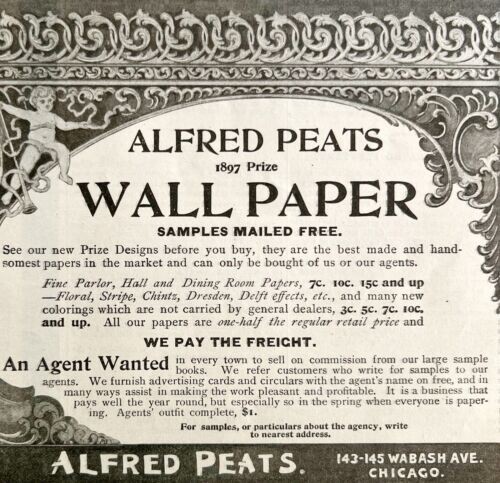 ALFRED PEATS
1897 Prize
WALL PAPER
SAMPLES MAILED FREE.
See our new Prize Designs before you buy, they are the best made and hand-
somest papers in the market and can only be bought of us or our agents.
Fine Parlor, Hall and Dining Room Papers, 7c. 10c. 15c and up
—Floral, Stripe, Chintz, Dresden, Delft effects, etc., and many new
colorings which are not carried by general dealers, 3c. 5c. 7c. 10c.
and up. All our papers are one-half the regular retail price and
WE PAY THE FREIGHT.
An Agent Wanted in every town to sell on commission from our large sample
books. We refer customers who write for samples to our
agents. We furnish advertising cards and circulars with the agent's name on free, and in
many ways assist in making the work pleasant and profitable. It is a business that
pays well the year round, but especially so in the spring when everyone is paper-
ing. Agents' outfit complete, $1.
For samples, or particulars about the agency, write
to nearest address.
ALFRED PEATS.
143-145 WABASH AVE.
CHICAGO.